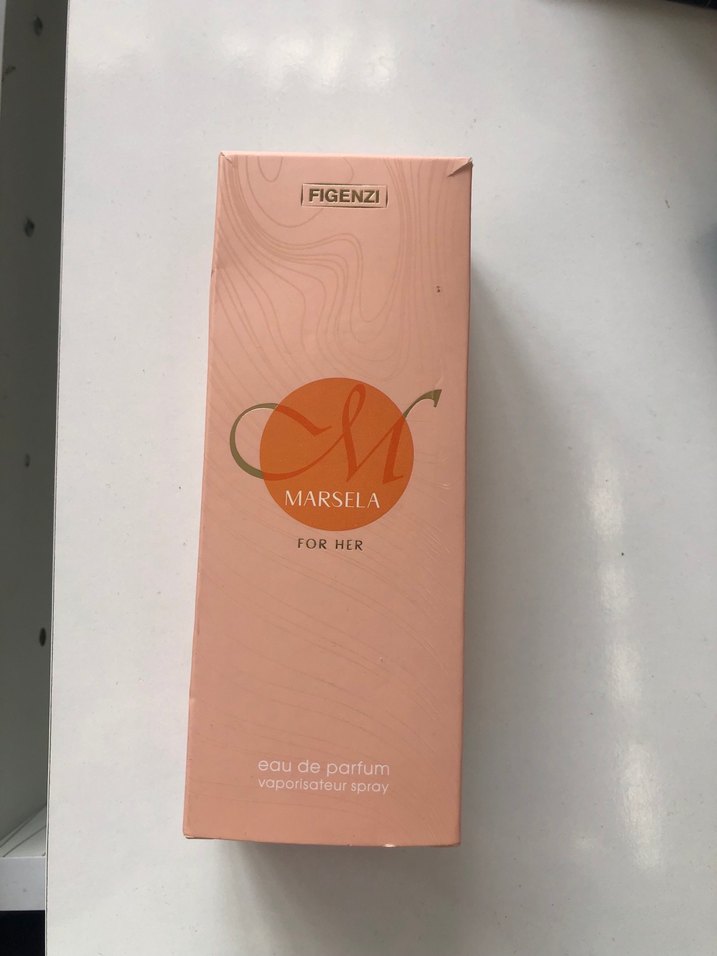 FIGENZI
M
MARSELA
FOR HER
eau de parfum
vaporisateur spray